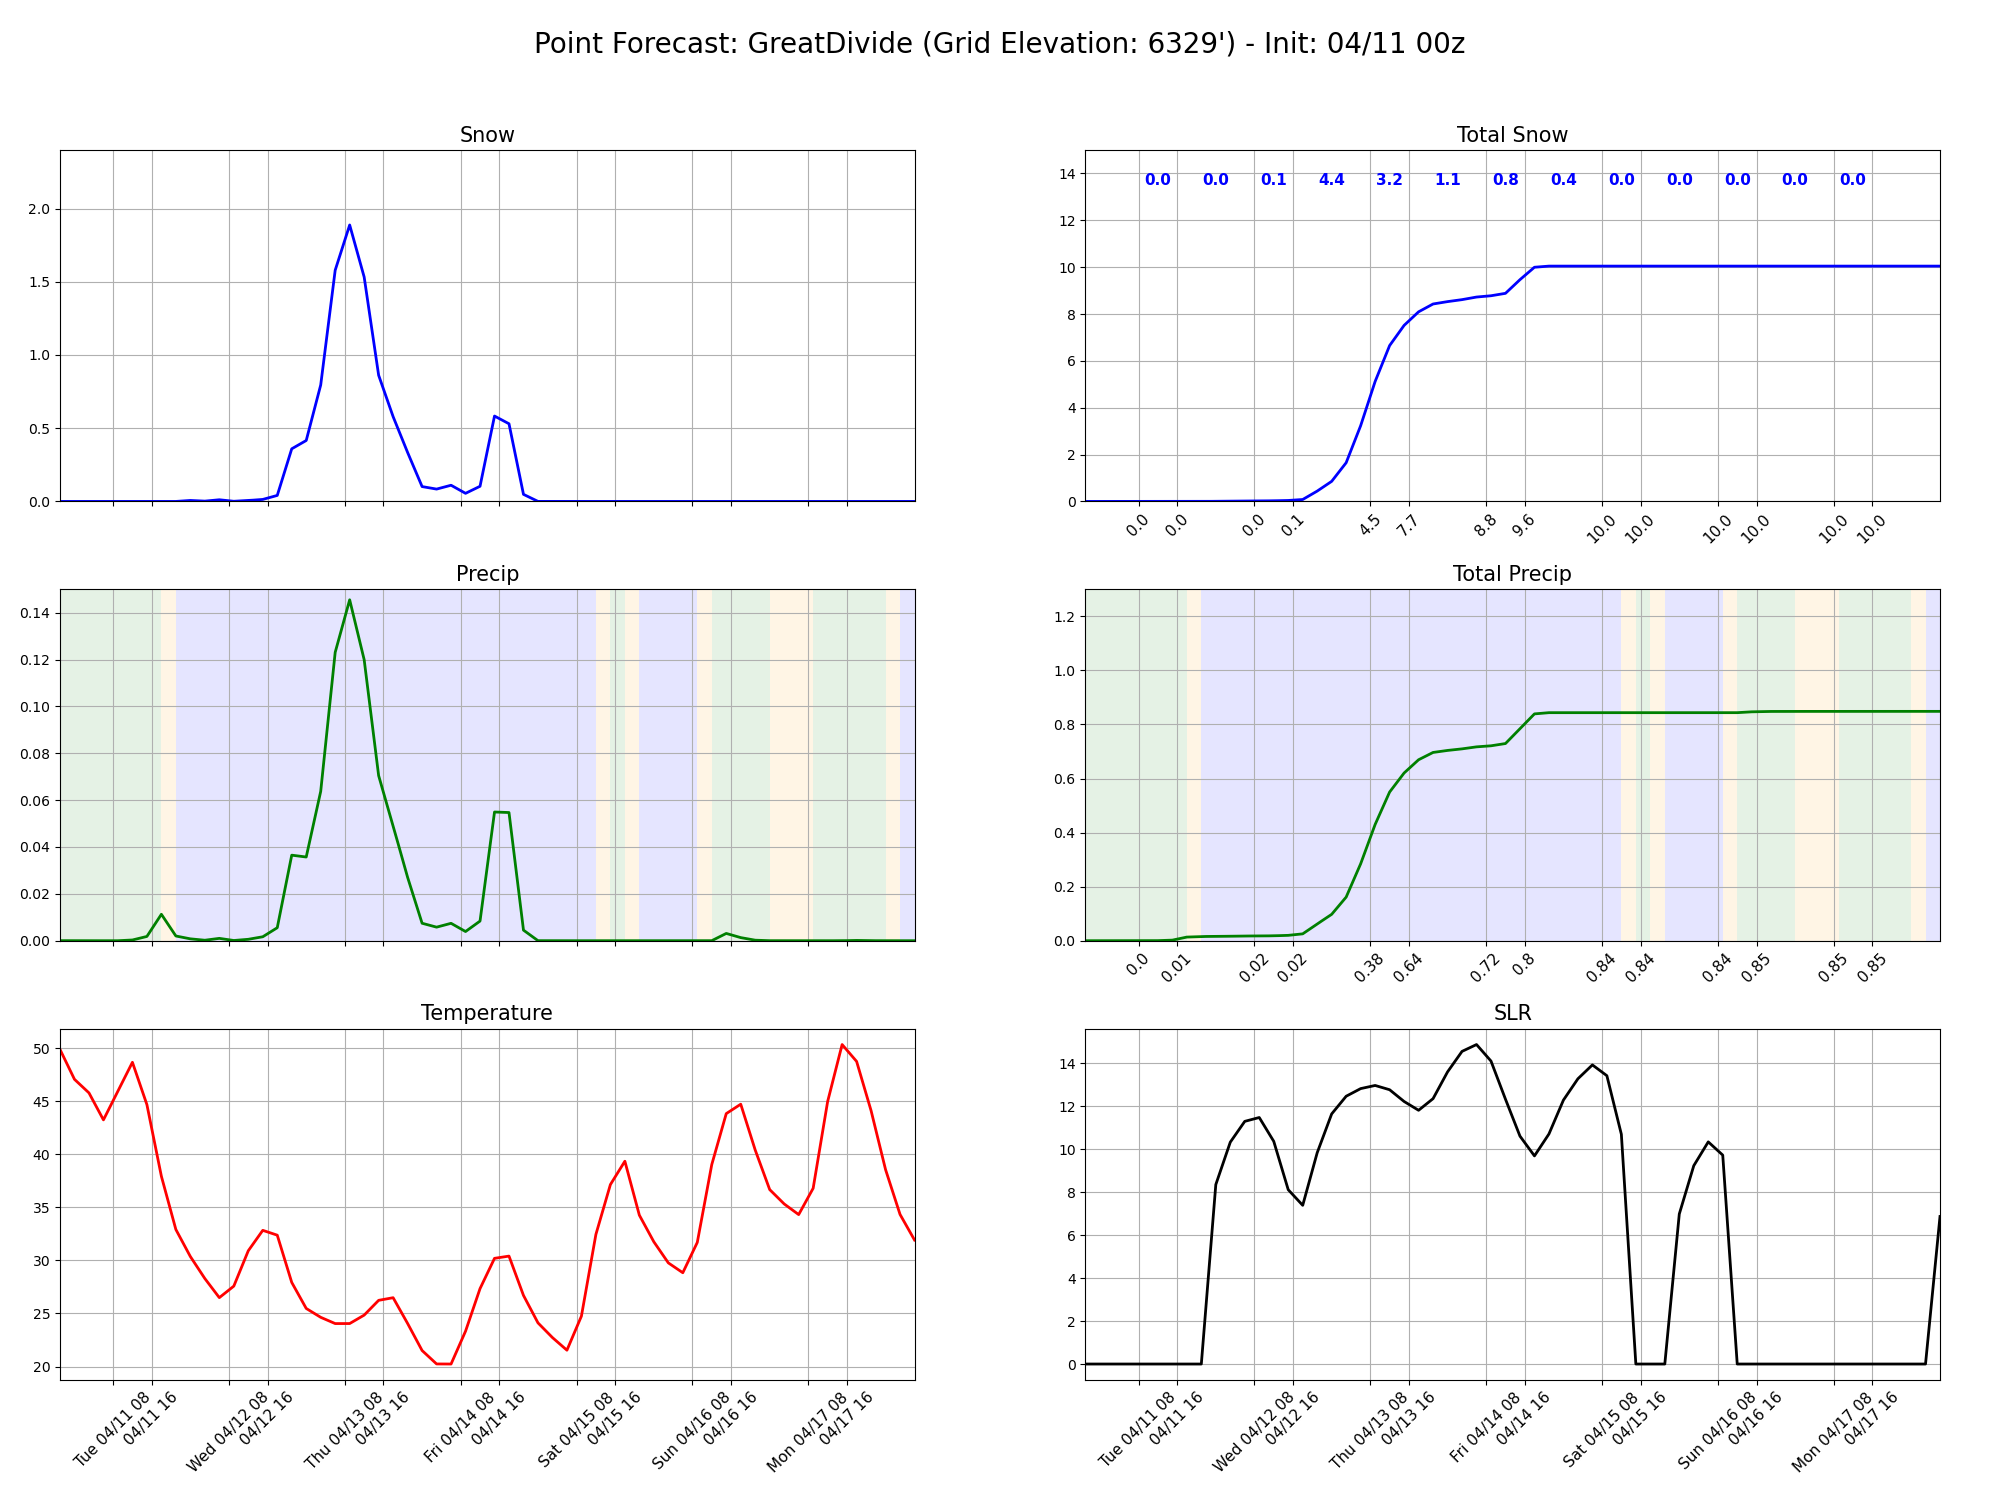 Point Forecast: GreatDivide (Grid Elevation: 6329') - Init: 04/11 00z
Snow
2.0
1.5
1.0
0.5
0.0
Total Snow
14
12
10
8
6
4
2
0
0.0 0.0 0.1 4.4 3.2 1.1 0.8 0.4 0.0 0.0 0.0 0.0 0.0
0.0 0.0 0.0 0.1 4.5 7.7 8.8 9.6 10.0 10.0 10.0 10.0 10.0 10.0
Precip
0.14
0.12
0.10
0.08
0.06
0.04
0.02
0.00
Total Precip
1.2
1.0
0.8
0.6
0.4
0.2
0.0
0.0 0.01 0.02 0.02 0.38 0.64 0.72 0.8 0.84 0.84 0.84 0.85 0.85 0.85
Temperature
50
45
40
35
30
25
20
Tue 04/11 08
04/11 16
Wed 04/12 08
04/12 16
Thu 04/13 08
04/13 16
Fri 04/14 08
04/14 16
Sat 04/15 08
04/15 16
Sun 04/16 08
04/16 16
Mon 04/17 08
04/17 16
SLR
14
12
10
8
6
4
2
0
Tue 04/11 08
04/11 16
Wed 04/12 08
04/12 16
Thu 04/13 08
04/13 16
Fri 04/14 08
04/14 16
Sat 04/15 08
04/15 16
Sun 04/16 08
04/16 16
Mon 04/17 08
04/17 16